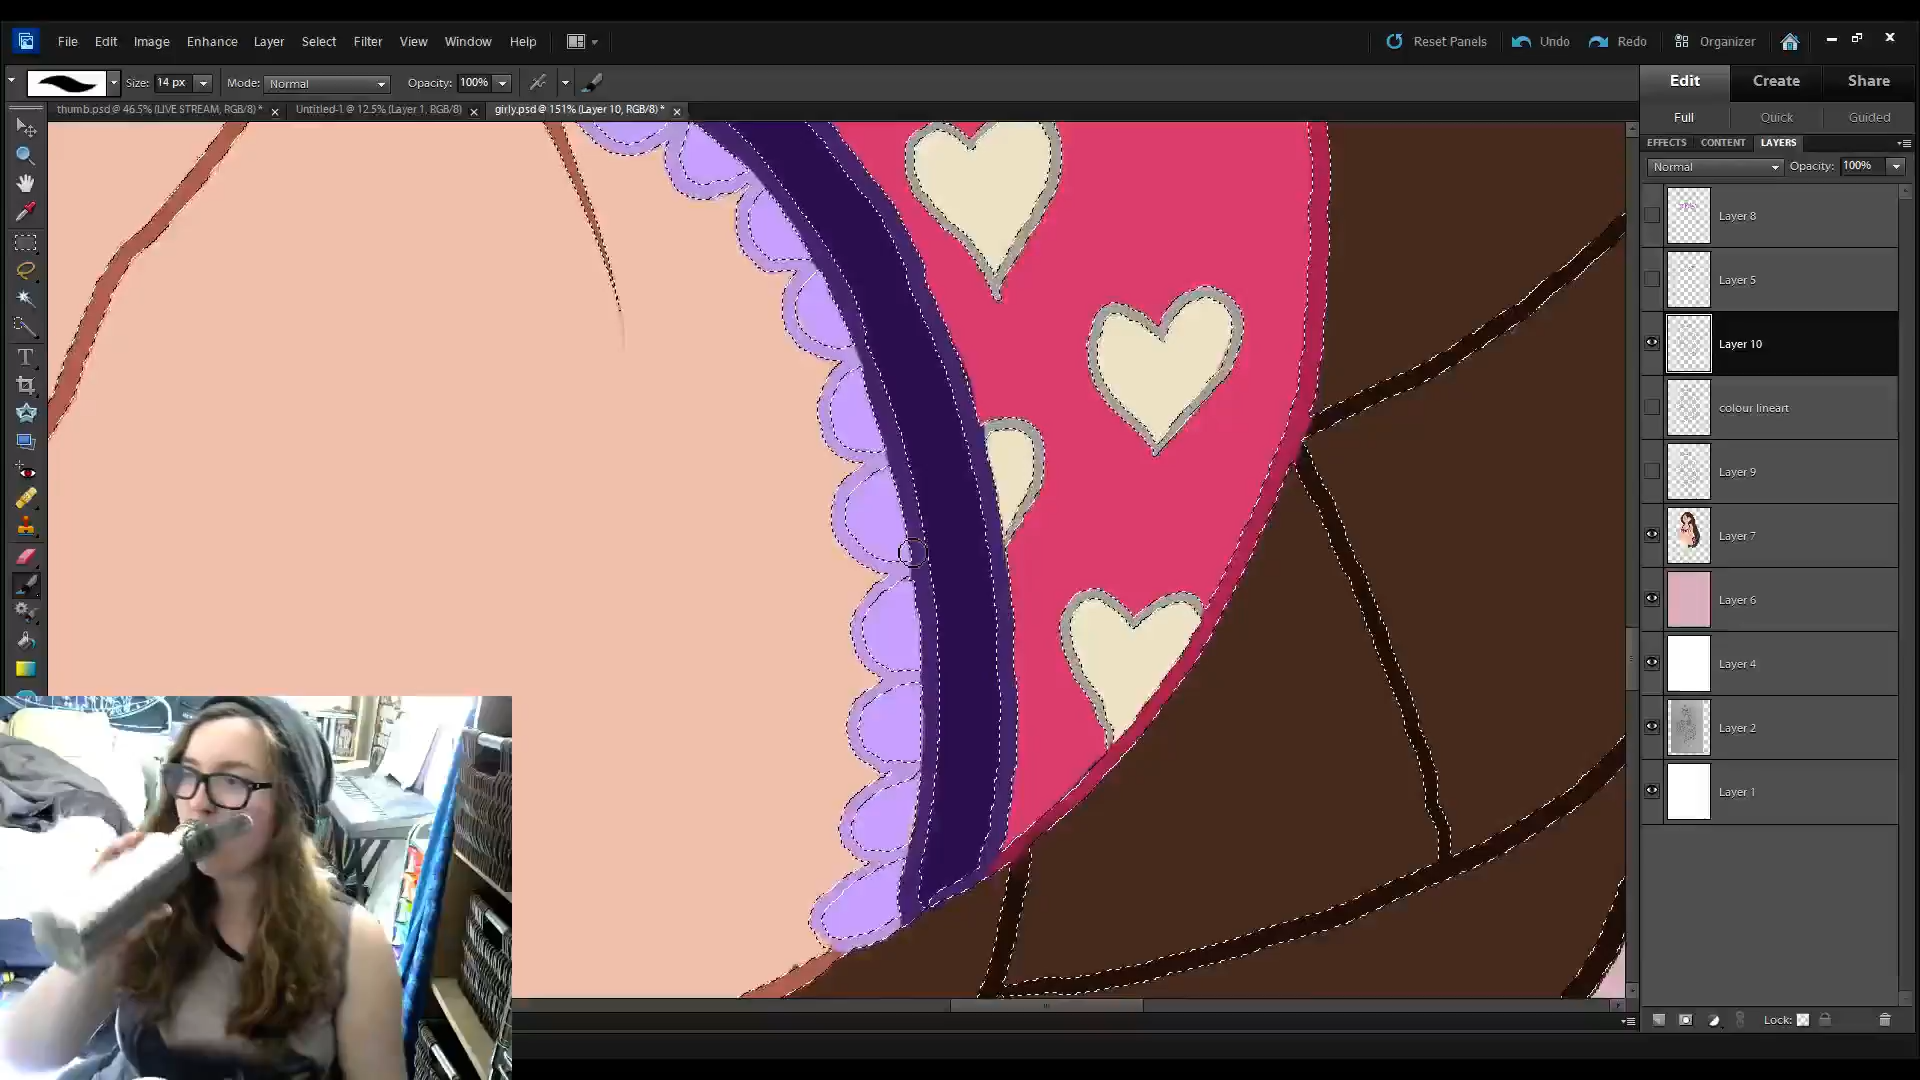 File Edit Image Enhance Layer Select Filter View Window Help Reset Panels Undo Redo Organizer
Size: 14 px Mode: Normal Opacity: 100% Edit Create Share
thumb.psd @ 46.5% (LIVE STREAM, RGB/8) * Untitled-1 @ 12.5% (Layer 1, RGB/8) girly.psd @ 151% (Layer 10, RGB/8) *
Full Quick Guided
EFFECTS CONTENT LAYERS
Normal Opacity: 100%
Layer 8
Layer 5
Layer 10
colour lineart
Layer 9
Layer 7
Layer 6
Layer 4
Layer 2
Layer 1
Lock: